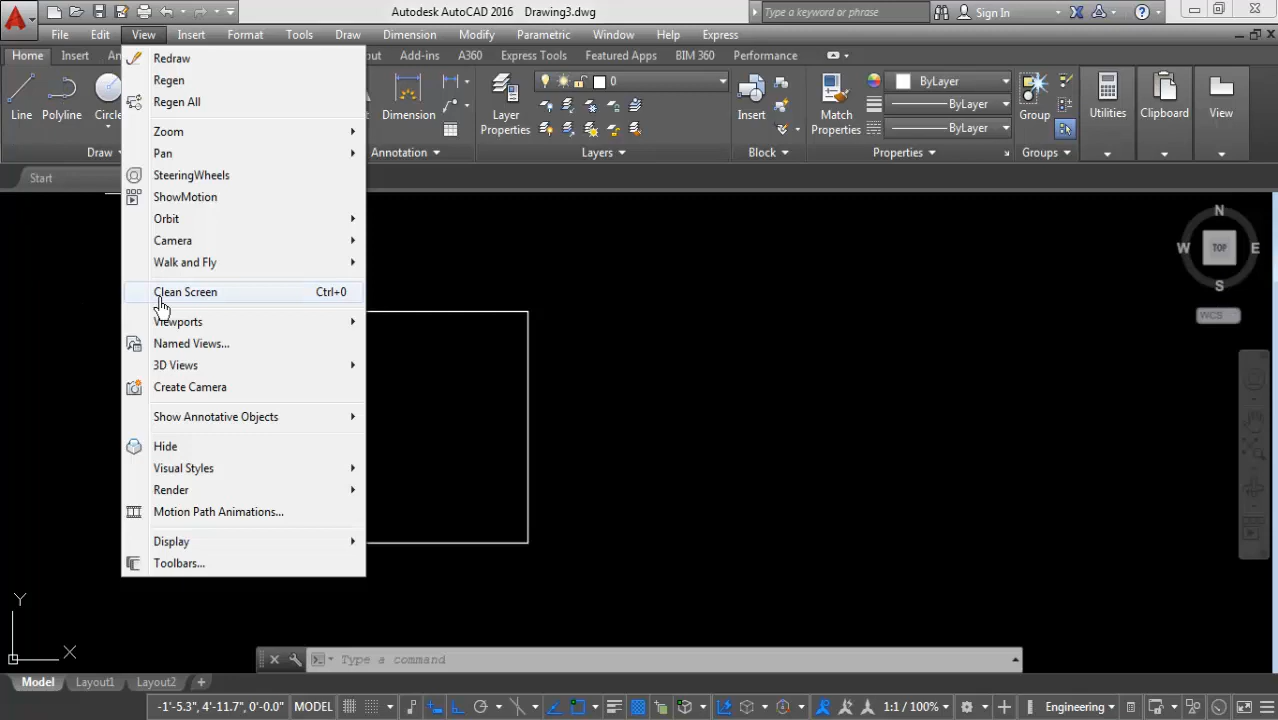 Autodesk AutoCAD 2016 Drawing3.dwg
Type a keyword or phrase
Sign In
File Edit View Insert Format Tools Draw Dimension Modify Parametric Window Help Express
Home Insert An out Add-ins A360 Express Tools Featured Apps BIM 360 Performance
Line Polyline Circle Dimension Layer Properties 0 Insert Match Properties ByLayer ByLayer ByLayer Group Utilities Clipboard View
Draw Annotation Layers Block Properties Groups
Start
Redraw
Regen
Regen All
Zoom
Pan
SteeringWheels
ShowMotion
Orbit
Camera
Walk and Fly
Clean Screen Ctrl+0
Viewports
Named Views...
3D Views
Create Camera
Show Annotative Objects
Hide
Visual Styles
Render
Motion Path Animations...
Display
Toolbars...
N
W TOP E
S
WCS
Y
X
Type a command
Model Layout1 Layout2 +
-1'-5.3", 4'-11.7", 0'-0.0" MODEL 1:1 / 100% Engineering